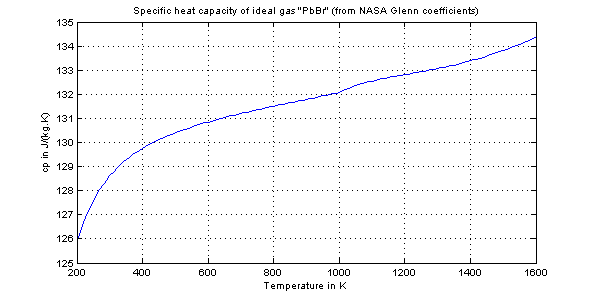 Specific heat capacity of ideal gas "PbBr" (from NASA Glenn coefficients)
cp in J/(kg.K)
135
134
133
132
131
130
129
128
127
126
125
200 400 600 800 1000 1200 1400 1600
Temperature in K